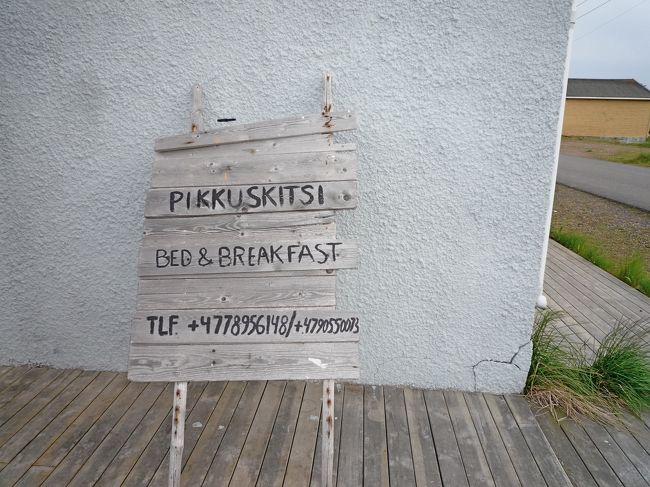 PIKKUSKITSI
BED & BREAKFAST
TLF. +4778956148/+4790550073